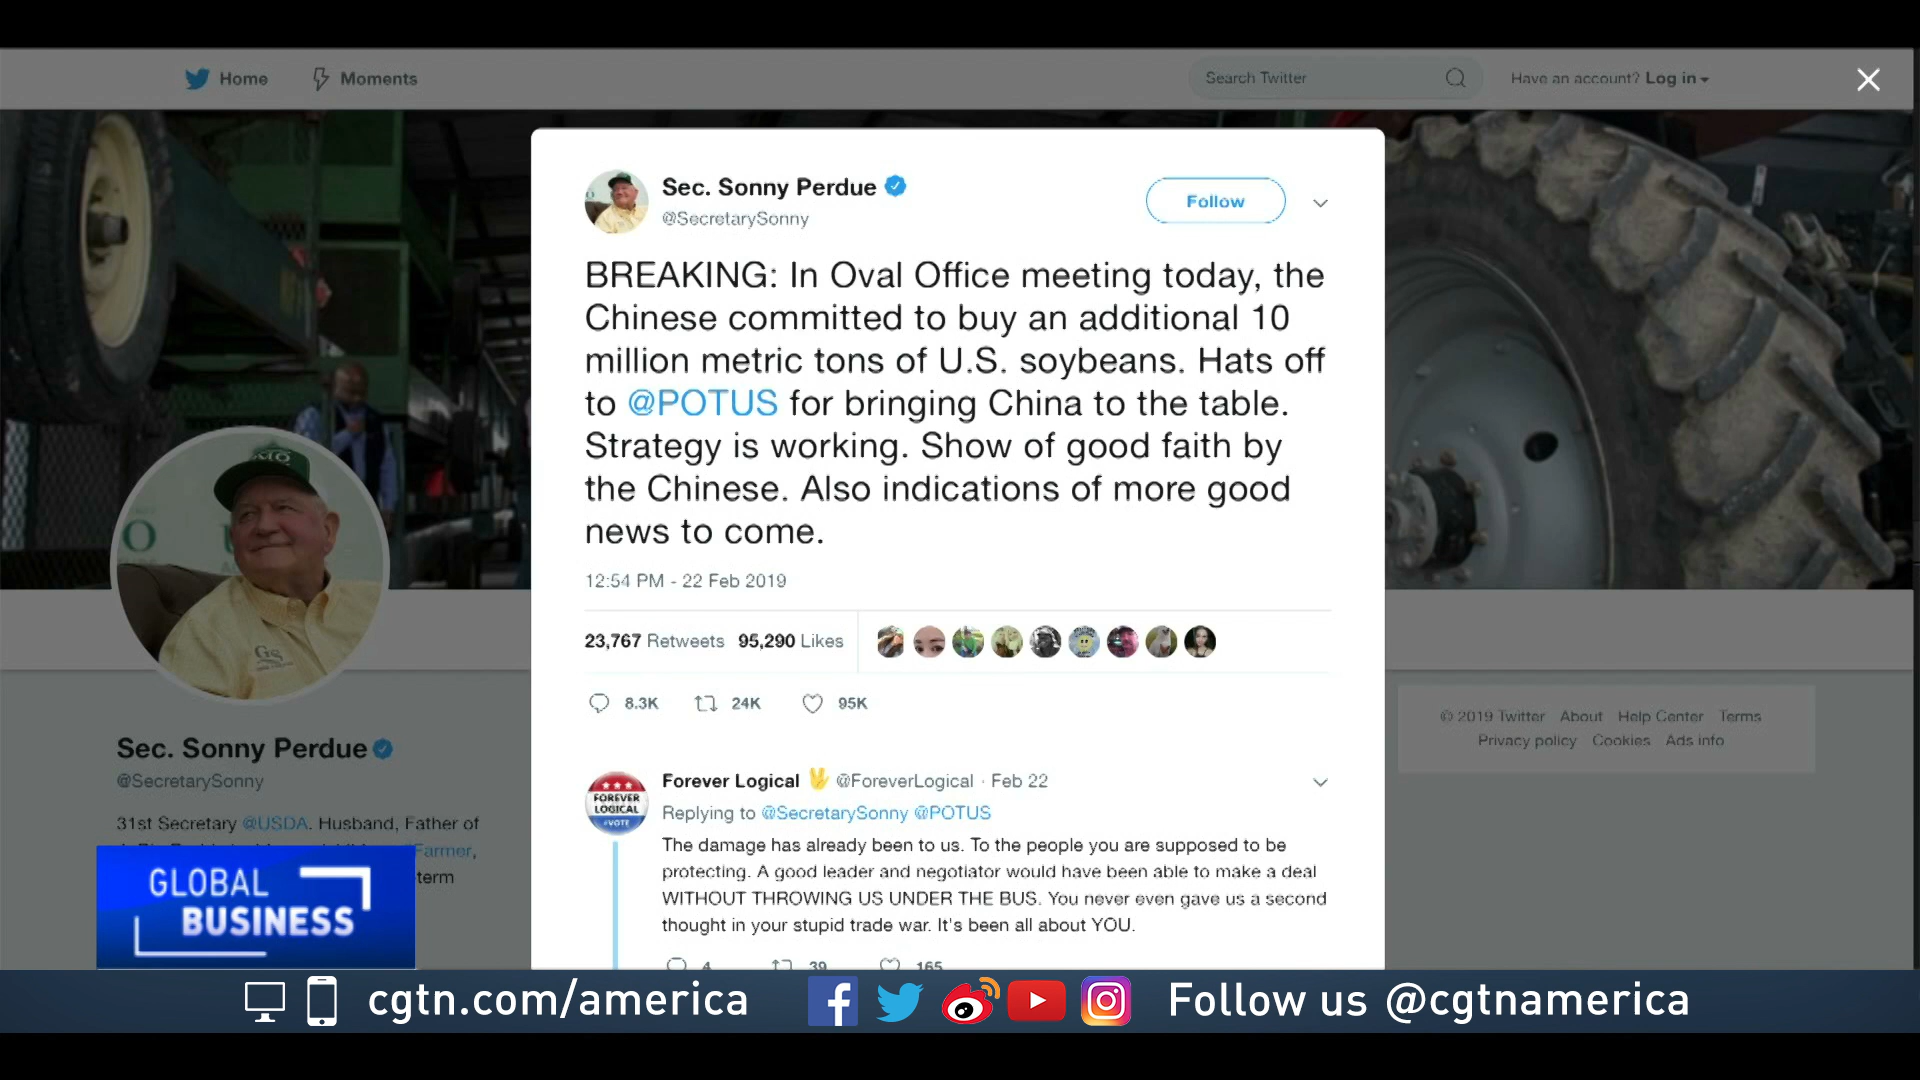 Home Moments Search Twitter Have an account? Log in
Sec. Sonny Perdue
@SecretarySonny
Follow
BREAKING: In Oval Office meeting today, the
Chinese committed to buy an additional 10
million metric tons of U.S. soybeans. Hats off
to @POTUS for bringing China to the table.
Strategy is working. Show of good faith by
the Chinese. Also indications of more good
news to come.
12:54 PM - 22 Feb 2019
23,767 Retweets 95,290 Likes
8.3K 24K 95K
Sec. Sonny Perdue
@SecretarySonny
31st Secretary @USDA. Husband, Father of
Farmer,
term
© 2019 Twitter About Help Center Terms
Privacy policy Cookies Ads info
FOREVER
LOGICAL
#VOTE
Forever Logical 🖖 @ForeverLogical · Feb 22
Replying to @SecretarySonny @POTUS
The damage has already been to us. To the people you are supposed to be
protecting. A good leader and negotiator would have been able to make a deal
WITHOUT THROWING US UNDER THE BUS. You never even gave us a second
thought in your stupid trade war. It's been all about YOU.
4 39 165
GLOBAL
BUSINESS
cgtn.com/america Follow us @cgtnamerica